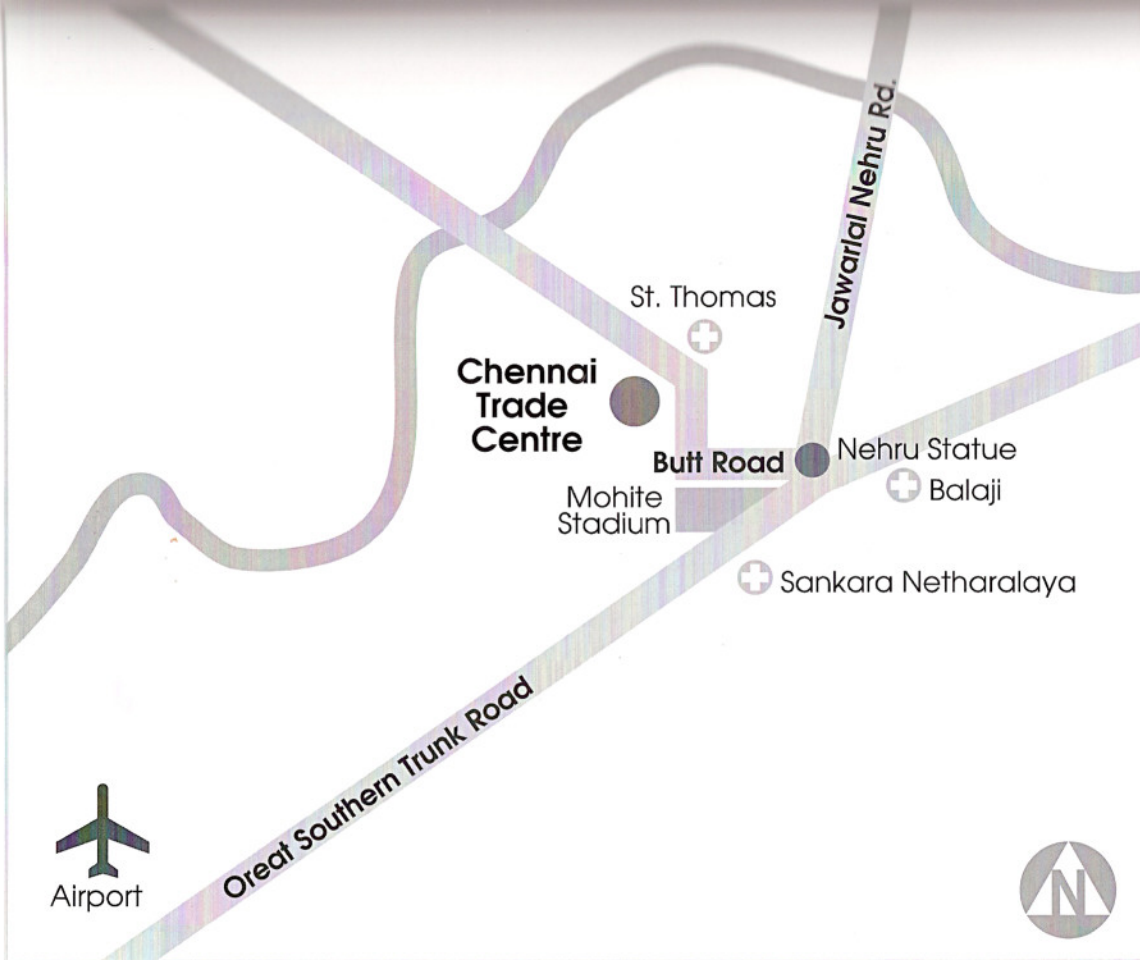 Jawarlal Nehru Rd.
St. Thomas
Chennai
Trade
Centre
Butt Road
Nehru Statue
Mohite
Stadium
Balaji
Sankara Netharalaya
Oreat Southern Trunk Road
Airport
N